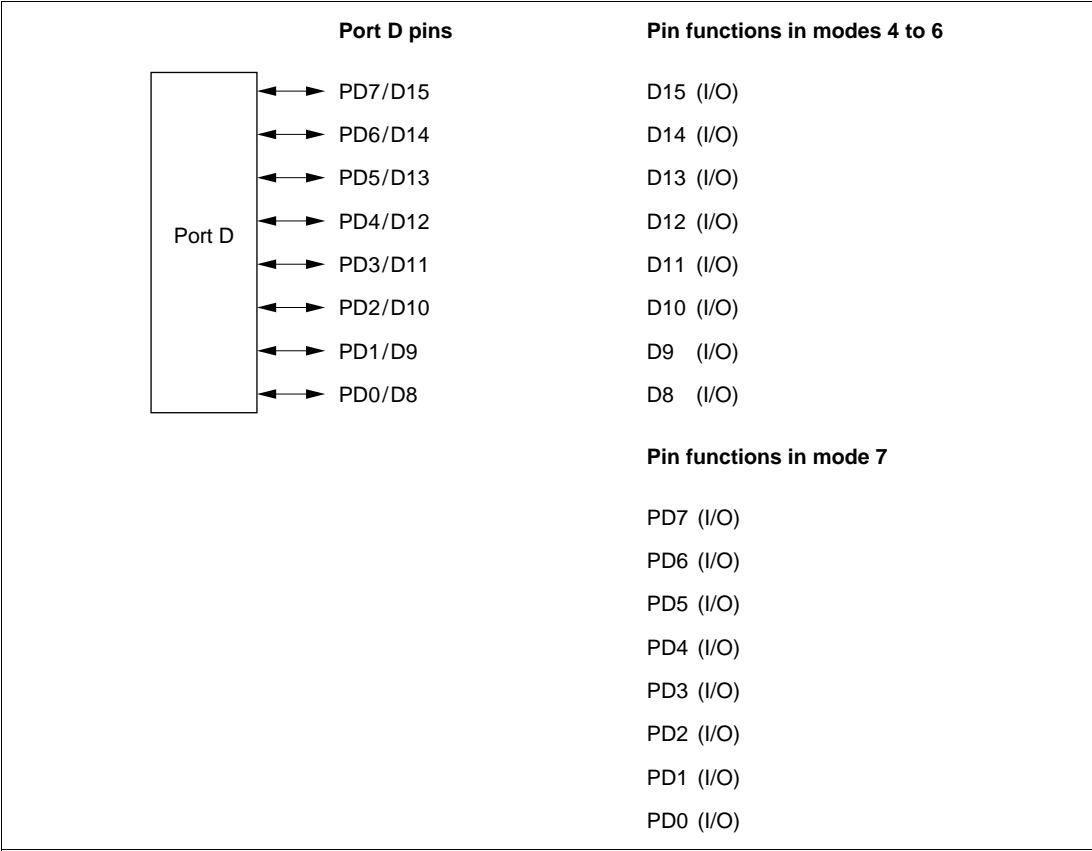 Port D pins Pin functions in modes 4 to 6
PD7/D15 D15 (I/O)
PD6/D14 D14 (I/O)
PD5/D13 D13 (I/O)
PD4/D12 D12 (I/O)
Port D
PD3/D11 D11 (I/O)
PD2/D10 D10 (I/O)
PD1/D9 D9 (I/O)
PD0/D8 D8 (I/O)
Pin functions in mode 7
PD7 (I/O)
PD6 (I/O)
PD5 (I/O)
PD4 (I/O)
PD3 (I/O)
PD2 (I/O)
PD1 (I/O)
PD0 (I/O)